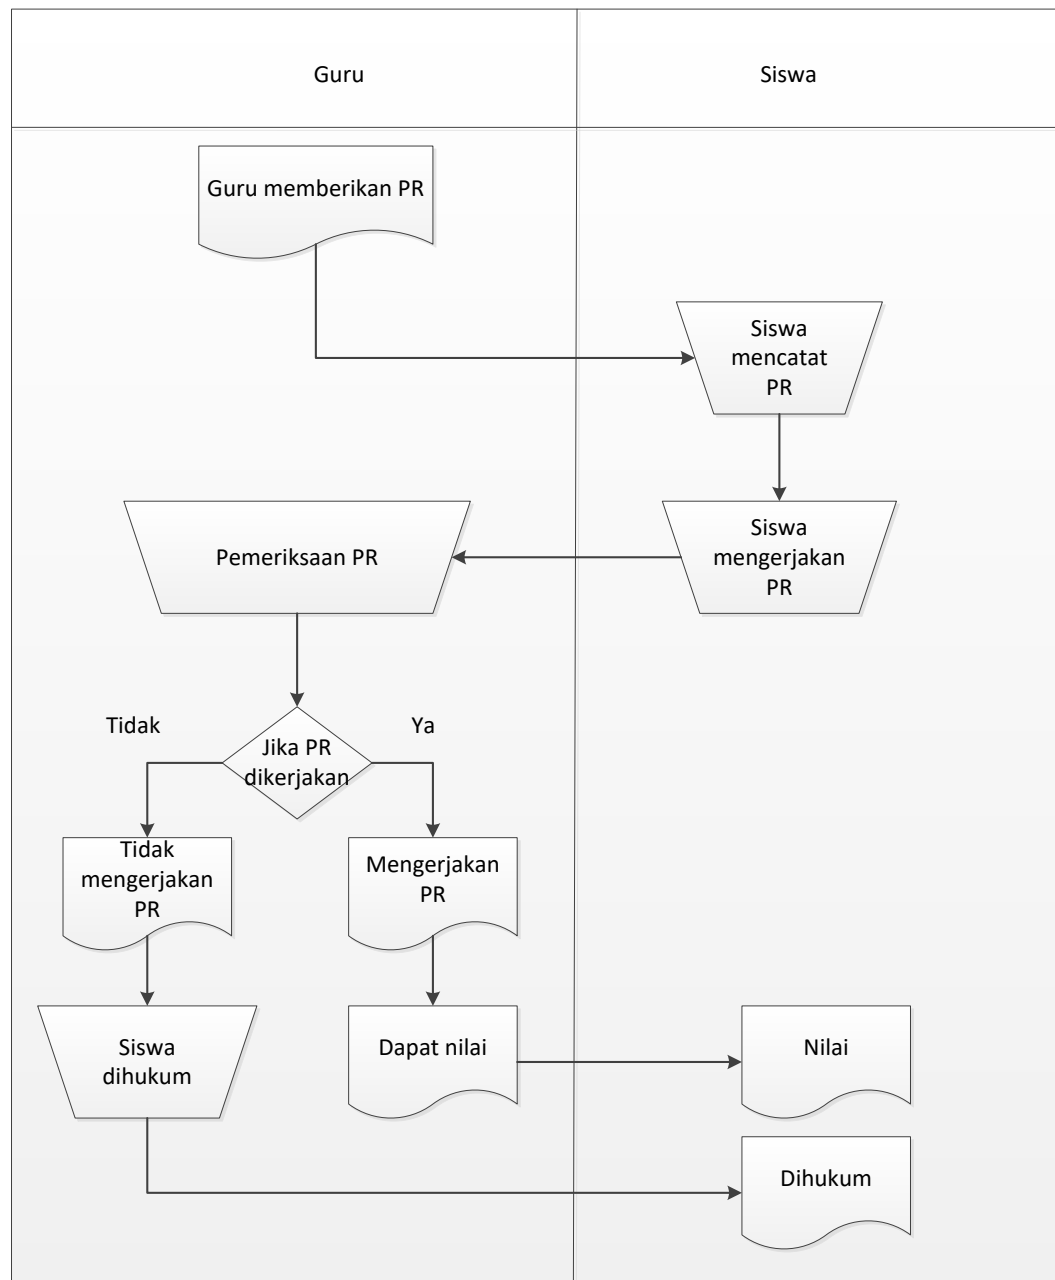 Guru
Siswa
Guru memberikan PR
Siswa
mencatat
PR
Siswa
mengerjakan
PR
Pemeriksaan PR
Tidak
Ya
Jika PR
dikerjakan
Tidak
mengerjakan
PR
Mengerjakan
PR
Siswa
dihukum
Dapat nilai
Nilai
Dihukum